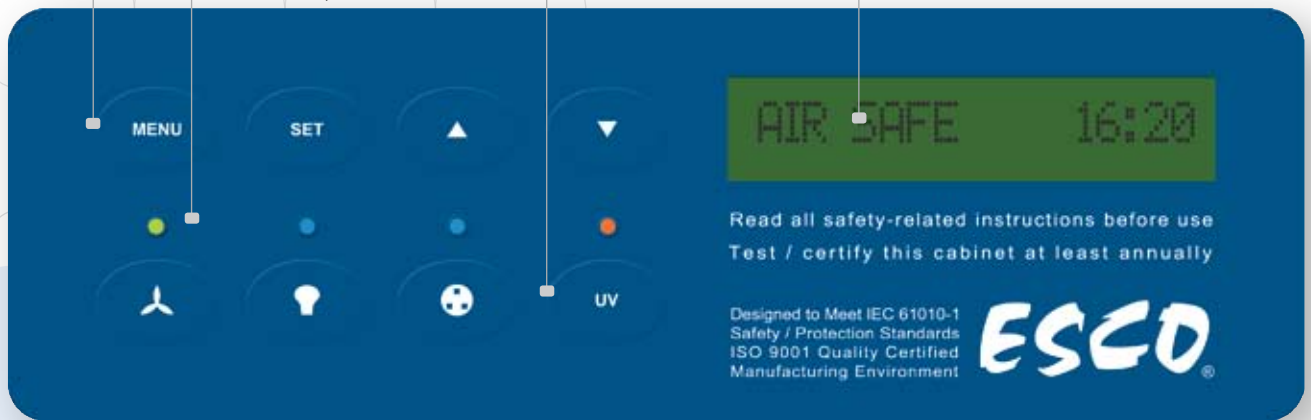 MENU
SET
UV
AIR SAFE 16:20
Read all safety-related instructions before use
Test / certify this cabinet at least annually
Designed to Meet IEC 61010-1
Safety / Protection Standards
ISO 9001 Quality Certified
Manufacturing Environment
ESCO®